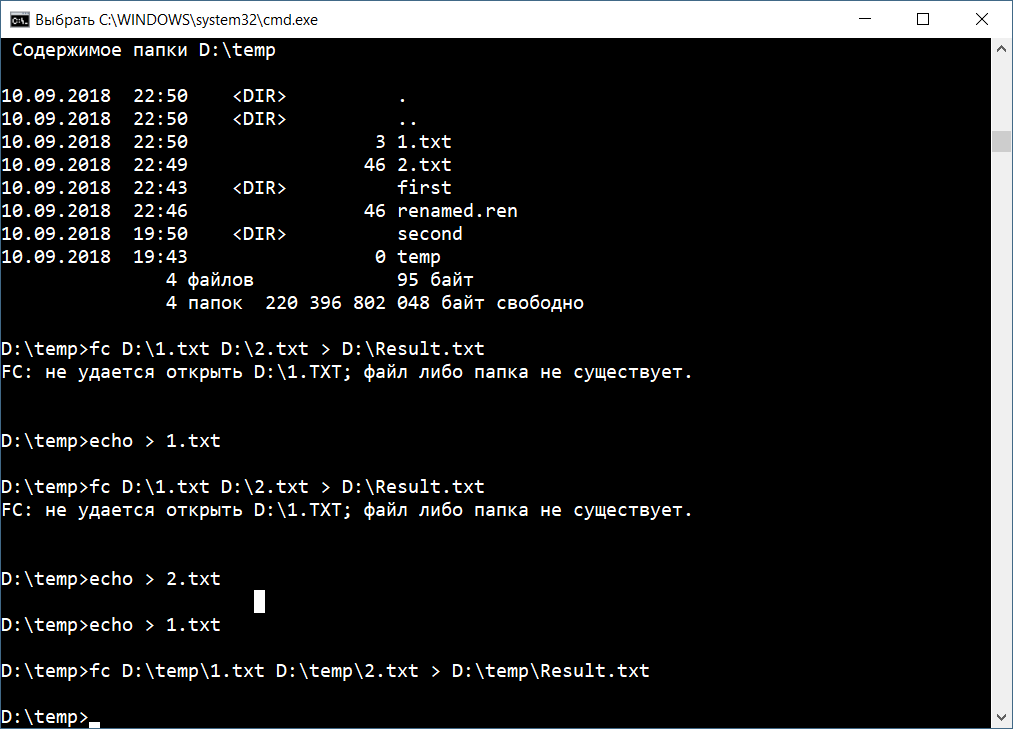 Выбрать C:\WINDOWS\system32\cmd.exe
Содержимое папки D:\temp
10.09.2018  22:50    <DIR>          .
10.09.2018  22:50    <DIR>          ..
10.09.2018  22:50                 3 1.txt
10.09.2018  22:49                46 2.txt
10.09.2018  22:43    <DIR>          first
10.09.2018  22:46                46 renamed.ren
10.09.2018  19:50    <DIR>          second
10.09.2018  19:43                 0 temp
4 файлов             95 байт
4 папок  220 396 802 048 байт свободно
D:\temp>fc D:\1.txt D:\2.txt > D:\Result.txt
FC: не удается открыть D:\1.TXT; файл либо папка не существует.
D:\temp>echo > 1.txt
D:\temp>fc D:\1.txt D:\2.txt > D:\Result.txt
FC: не удается открыть D:\1.TXT; файл либо папка не существует.
D:\temp>echo > 2.txt
D:\temp>echo > 1.txt
D:\temp>fc D:\temp\1.txt D:\temp\2.txt > D:\temp\Result.txt
D:\temp>